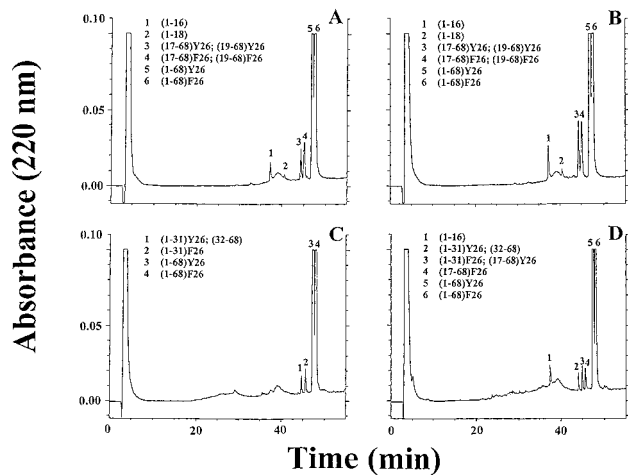 A
1 (1-16)
2 (1-18)
3 (17-68)Y26; (19-68)Y26
4 (17-68)F26; (19-68)F26
5 (1-68)Y26
6 (1-68)F26
5 6
1
2
3
4
0.10
0.05
0.00
B
1 (1-16)
2 (1-18)
3 (17-68)Y26; (19-68)Y26
4 (17-68)F26; (19-68)F26
5 (1-68)Y26
6 (1-68)F26
5 6
1
2
34
C
1 (1-31)Y26; (32-68)
2 (1-31)F26
3 (1-68)Y26
4 (1-68)F26
3 4
1
2
0.10
0.05
0.00
0
20
40
D
1 (1-16)
2 (1-31)Y26; (32-68)
3 (1-31)F26; (17-68)Y26
4 (17-68)F26
5 (1-68)Y26
6 (1-68)F26
5 6
1
2
3
4
0
20
40
Absorbance (220 nm)
Time (min)